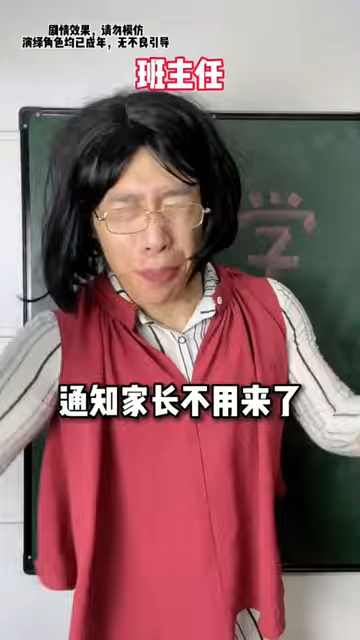 剧情效果，请勿模仿
演绎角色均已成年，无不良引导
班主任
学
通知家长不用来了